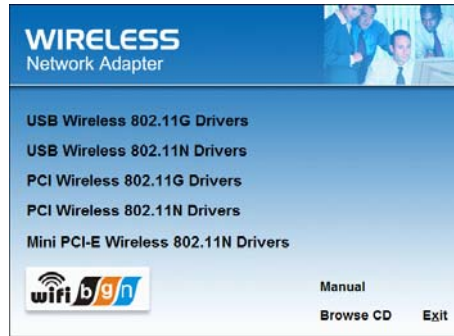 WIRELESS
Network Adapter
USB Wireless 802.11G Drivers
USB Wireless 802.11N Drivers
PCI Wireless 802.11G Drivers
PCI Wireless 802.11N Drivers
Mini PCI-E Wireless 802.11N Drivers
wifi b g n
Manual
Browse CD Exit